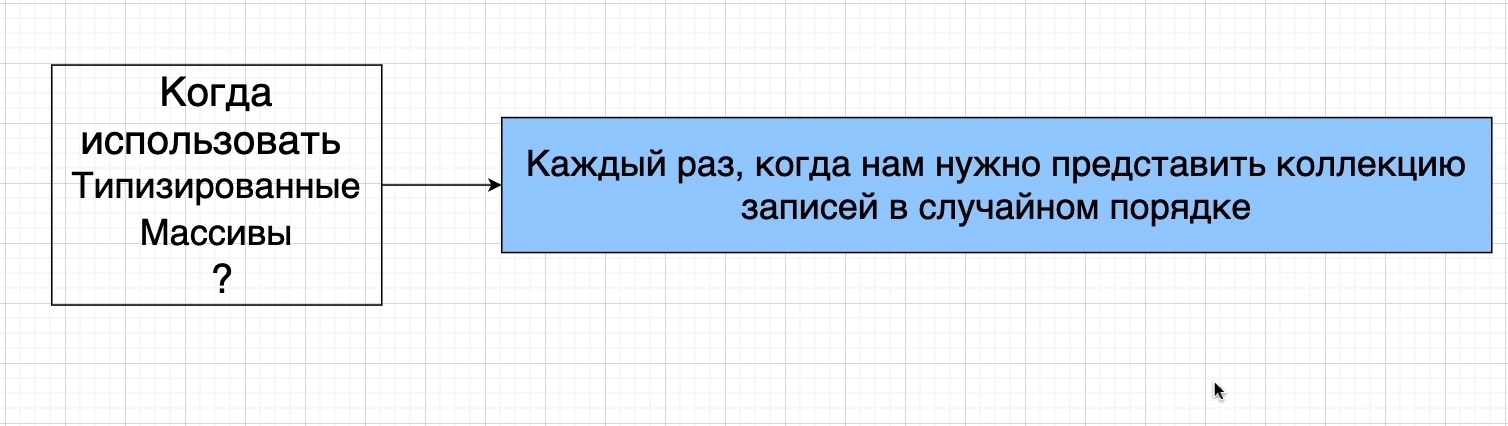 Когда
использовать
Типизированные
Массивы
?
Каждый раз, когда нам нужно представить коллекцию
записей в случайном порядке